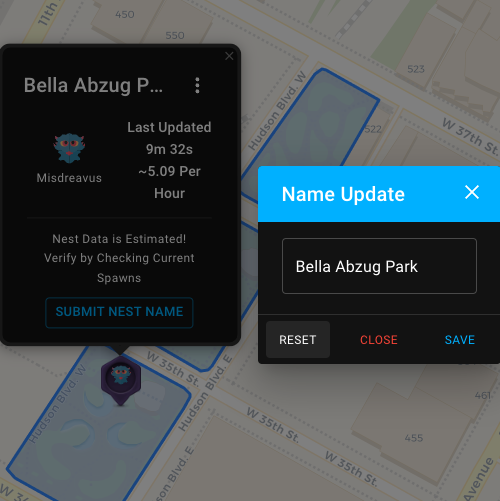 450
11th
550
Bella Abzug P...
Misdreavus
Last Updated
9m 32s
~5.09 Per
Hour
Nest Data is Estimated!
Verify by Checking Current
Spawns
SUBMIT NEST NAME
Hudson Blvd. W
523
522
W 37th St.
Name Update
Bella Abzug Park
RESET
CLOSE
SAVE
Hudson Blvd. W
Hudson Blvd. E
W 35th St.
W 35th St.
W 35th St.
461
455
Hudson Blvd. E
Avenue